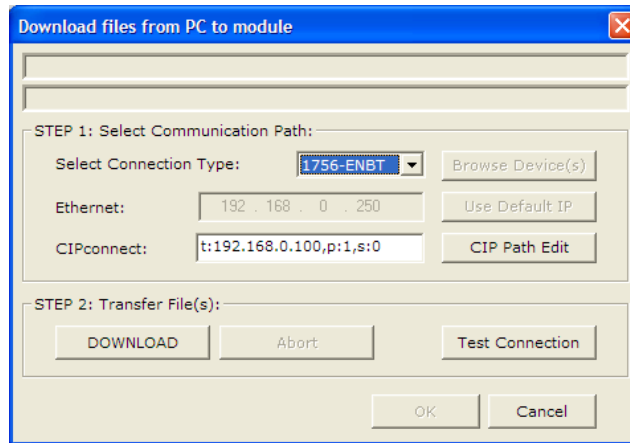 Download files from PC to module
STEP 1: Select Communication Path:
Select Connection Type: 1756-ENBT Browse Device(s)
Ethernet: 192 . 168 . 0 . 250 Use Default IP
CIPconnect: t:192.168.0.100,p:1,s:0 CIP Path Edit
STEP 2: Transfer File(s):
DOWNLOAD Abort Test Connection
OK Cancel